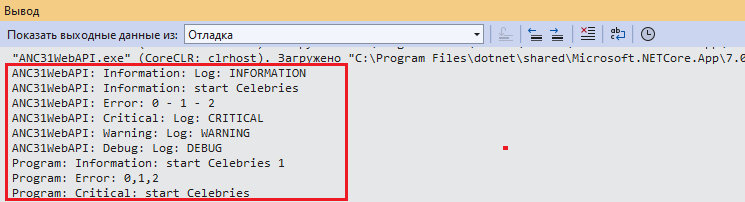 Вывод
Показать выходные данные из: Отладка
"ANC31WebAPI.exe" (CoreCLR: clrhost). Загружено "C:\Program Files\dotnet\shared\Microsoft.NETCore.App\7.0
ANC31WebAPI: Information: Log: INFORMATION
ANC31WebAPI: Information: start Celebries
ANC31WebAPI: Error: 0 - 1 - 2
ANC31WebAPI: Critical: Log: CRITICAL
ANC31WebAPI: Warning: Log: WARNING
ANC31WebAPI: Debug: Log: DEBUG
Program: Information: start Celebries 1
Program: Error: 0,1,2
Program: Critical: start Celebries